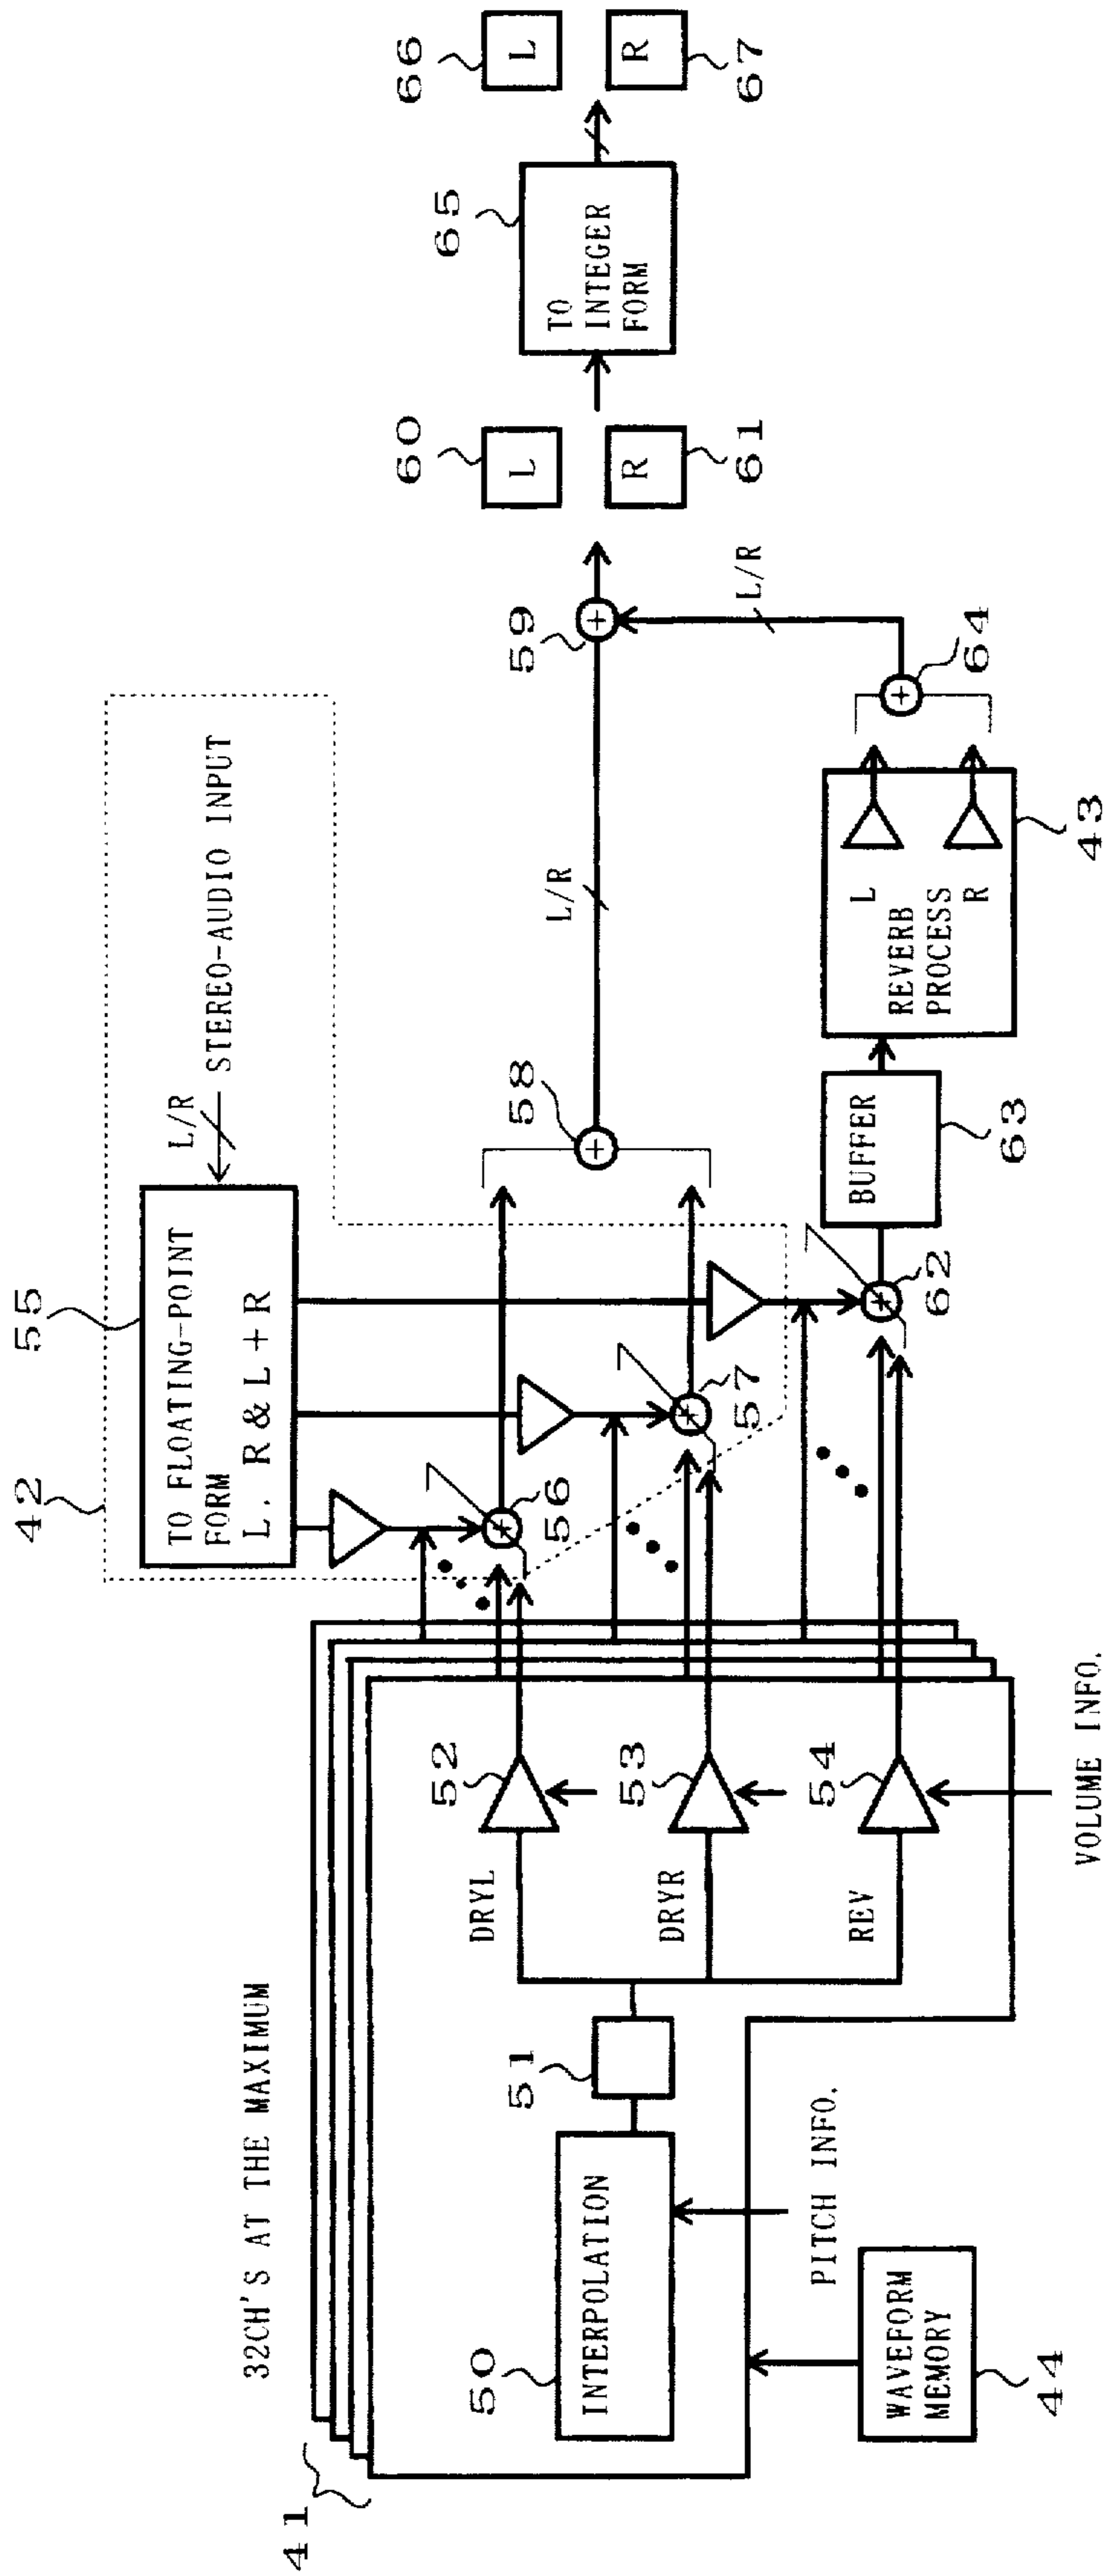 32CH'S AT THE MAXIMUM
41
50
INTERPOLATION
51
PITCH INFO.
WAVEFORM
MEMORY
44
DRYL
52
DRYR
53
REV
54
VOLUME INFO.
42
55
TO FLOATING-POINT
FORM
L. R & L + R
L/R
STEREO-AUDIO INPUT
+
56
+
57
+
62
+
58
L/R
BUFFER
63
L
REVERB
PROCESS
R
43
+
64
L/R
+
59
60
L
R
61
65
TO
INTEGER
FORM
66
L
R
67